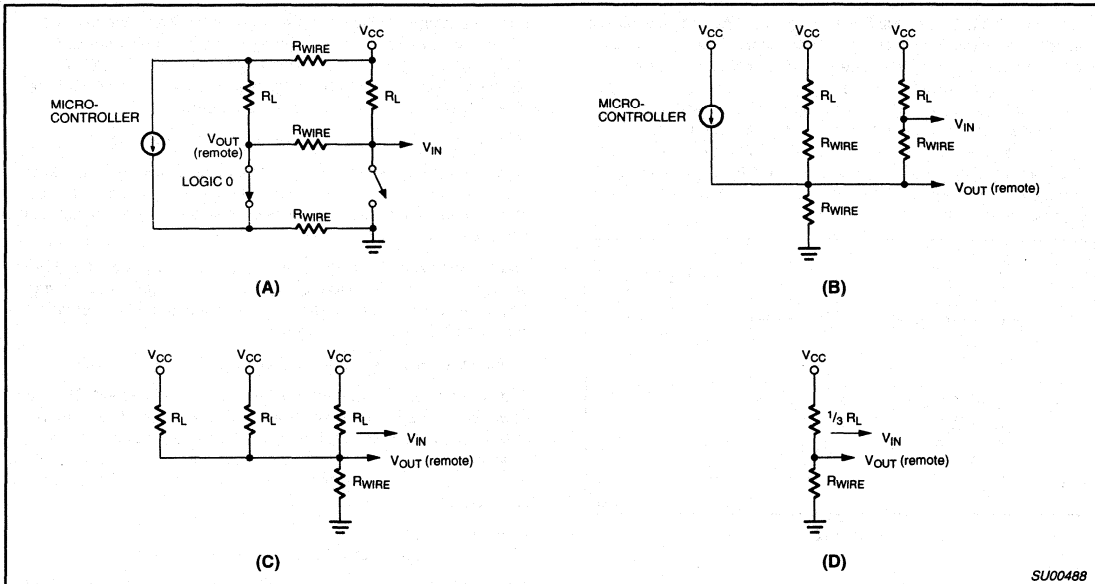 VCC
RWIRE
RL
RL
MICRO-
CONTROLLER
VOUT
(remote)
RWIRE
VIN
LOGIC 0
RWIRE
(A)
VCC
VCC
VCC
RL
RL
MICRO-
CONTROLLER
VIN
RWIRE
RWIRE
VOUT (remote)
RWIRE
(B)
VCC
VCC
VCC
RL
RL
RL
VIN
VOUT (remote)
RWIRE
(C)
VCC
1/3 RL
VIN
VOUT (remote)
RWIRE
(D)
SU00488